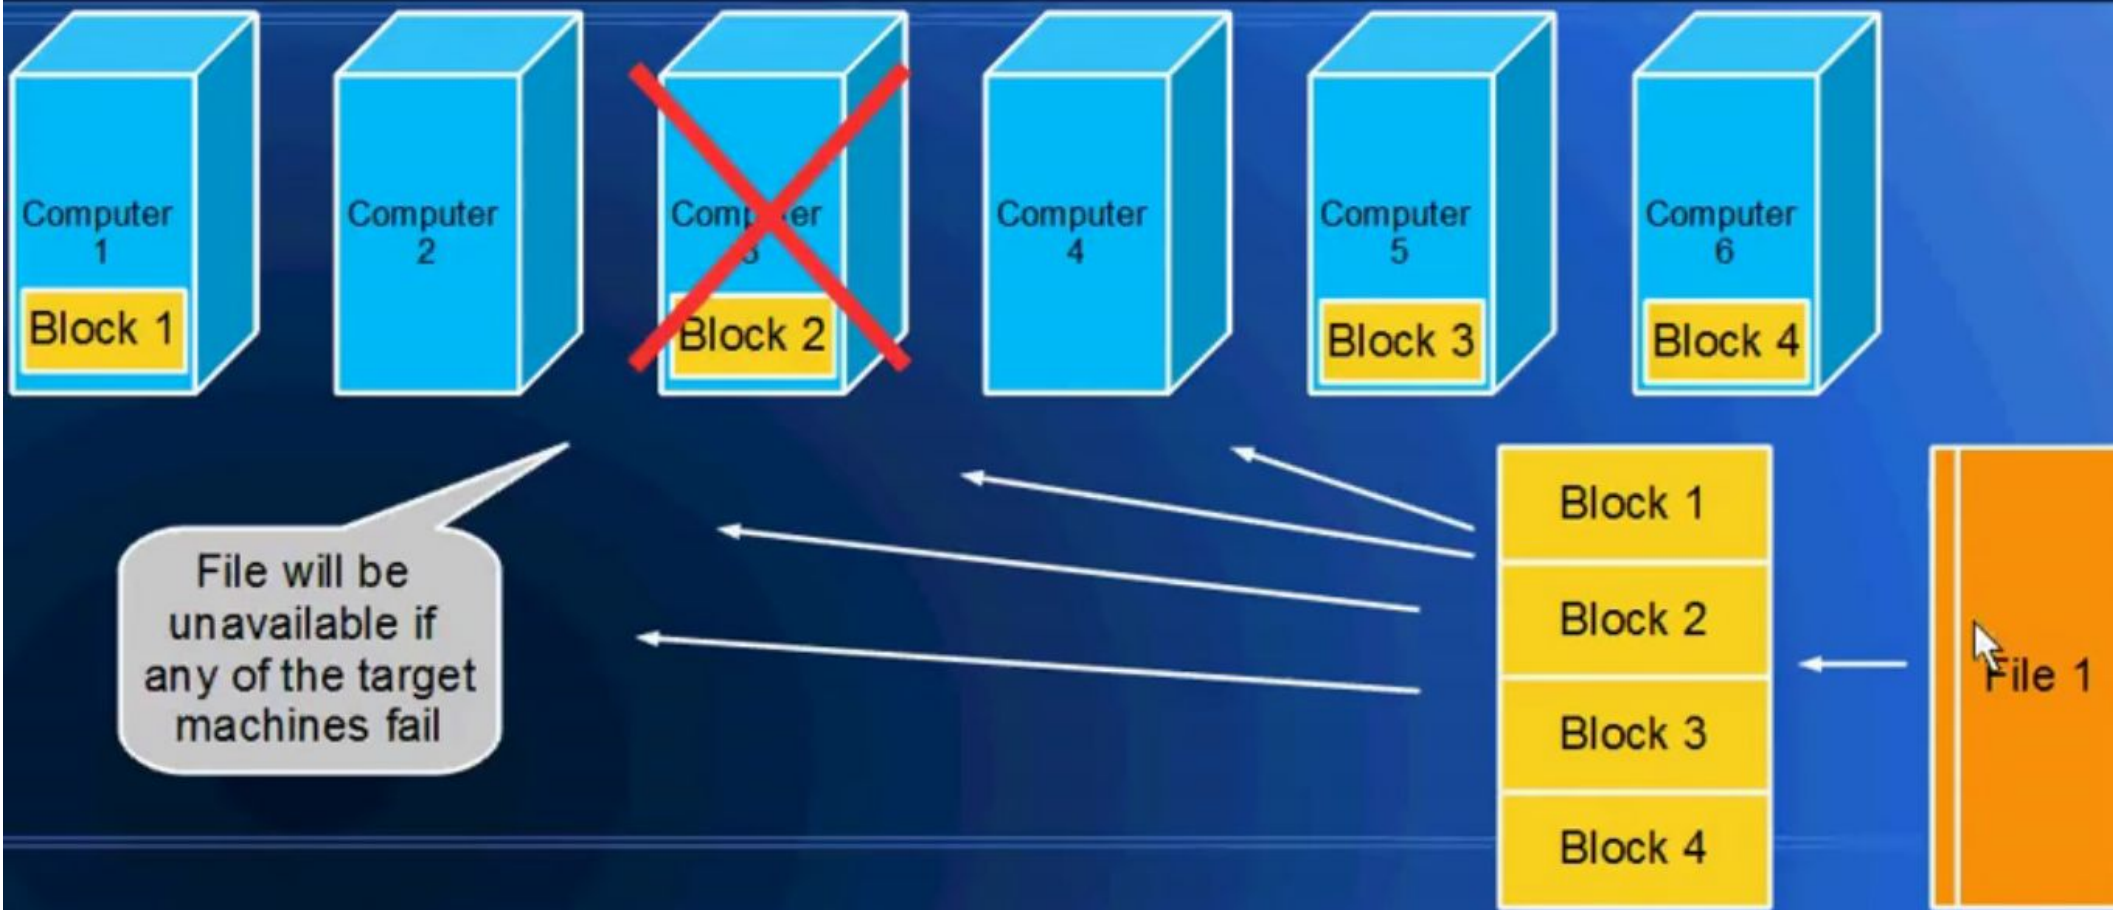 Computer
1
Block 1
Computer
2
Computer
3
Block 2
Computer
4
Computer
5
Block 3
Computer
6
Block 4
File will be
unavailable if
any of the target
machines fail
Block 1
Block 2
Block 3
Block 4
File 1